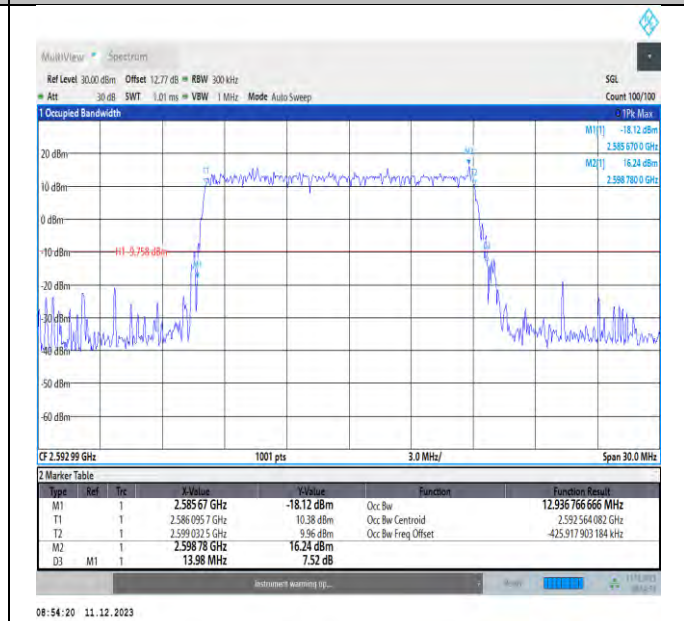 MultiView Spectrum
Ref Level 30.00 dBm Offset 12.77 dB RBW 300 kHz SGL
Att 30 dB SWT 1.01 ms VBW 1 MHz Mode Auto Sweep Count 100/100
1 Occupied Bandwidth 1Pk Max
M1[1] -18.12 dBm
2.585 670 0 GHz
M2[1] 16.24 dBm
2.598 780 0 GHz
20 dBm
10 dBm
0 dBm
-10 dBm
H1 -9.758 dBm
-20 dBm
-30 dBm
-40 dBm
-50 dBm
-60 dBm
CF 2.592 99 GHz 1001 pts 3.0 MHz/ Span 30.0 MHz
2 Marker Table
Type Ref Trc X-Value Y-Value Function Function Result
M1 1 2.585 67 GHz -18.12 dBm Occ Bw 12.936 766 666 MHz
T1 1 2.586 095 7 GHz 10.38 dBm Occ Bw Centroid 2.592 564 082 GHz
T2 1 2.599 032 5 GHz 9.96 dBm Occ Bw Freq Offset -425.917 903 184 kHz
M2 1 2.598 78 GHz 16.24 dBm
D3 M1 1 13.98 MHz 7.52 dB
Instrument warming up...
08:54:20 11.12.2023